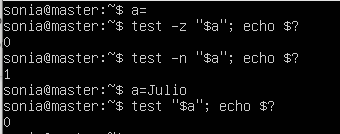 sonia@master:~$ a=
sonia@master:~$ test -z "$a"; echo $?
0
sonia@master:~$ test -n "$a"; echo $?
1
sonia@master:~$ a=Julio
sonia@master:~$ test "$a"; echo $?
0